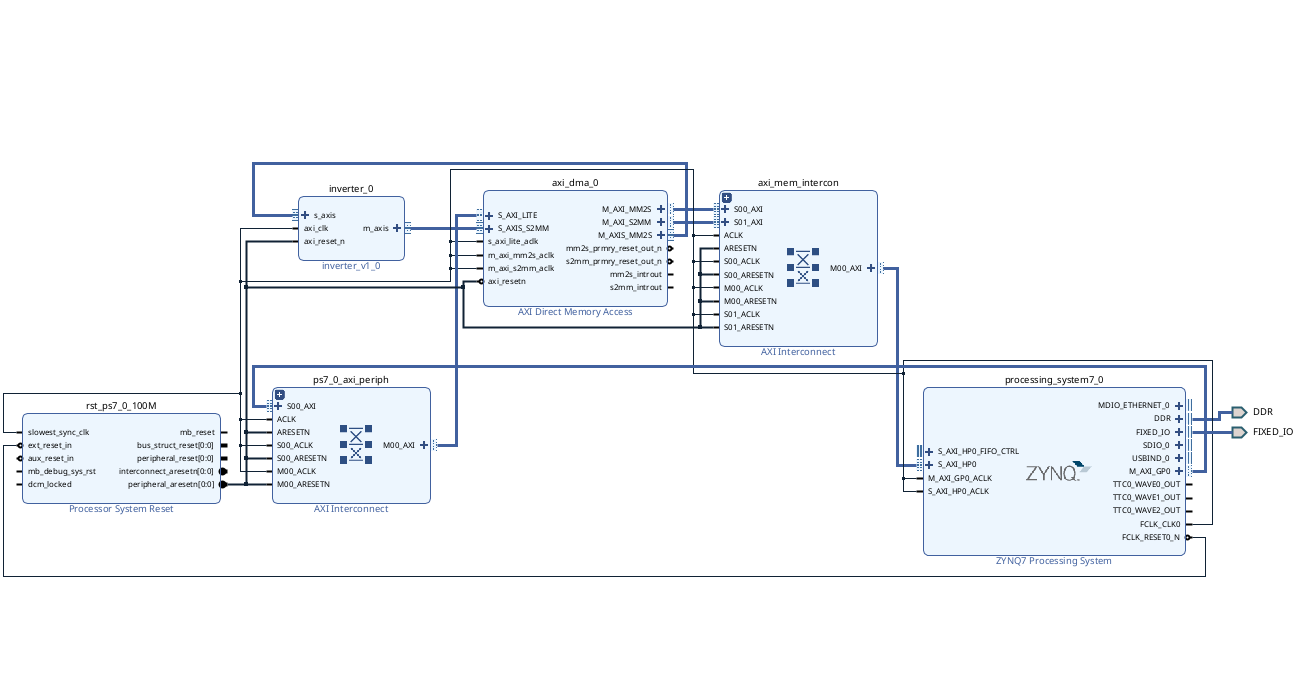 inverter_0
s_axis
axi_clk
axi_reset_n
m_axis
inverter_v1_0
axi_dma_0
S_AXI_LITE
S_AXIS_S2MM
s_axi_lite_aclk
m_axi_mm2s_aclk
m_axi_s2mm_aclk
axi_resetn
M_AXI_MM2S
M_AXI_S2MM
M_AXIS_MM2S
mm2s_prmry_reset_out_n
s2mm_prmry_reset_out_n
mm2s_introut
s2mm_introut
AXI Direct Memory Access
axi_mem_intercon
S00_AXI
S01_AXI
ACLK
ARESETN
S00_ACLK
S00_ARESETN
M00_ACLK
M00_ARESETN
S01_ACLK
S01_ARESETN
M00_AXI
AXI Interconnect
rst_ps7_0_100M
slowest_sync_clk
ext_reset_in
aux_reset_in
mb_debug_sys_rst
dcm_locked
mb_reset
bus_struct_reset[0:0]
peripheral_reset[0:0]
interconnect_aresetn[0:0]
peripheral_aresetn[0:0]
Processor System Reset
ps7_0_axi_periph
S00_AXI
ACLK
ARESETN
S00_ACLK
S00_ARESETN
M00_ACLK
M00_ARESETN
M00_AXI
AXI Interconnect
processing_system7_0
S_AXI_HP0_FIFO_CTRL
S_AXI_HP0
M_AXI_GP0_ACLK
S_AXI_HP0_ACLK
ZYNQ
MDIO_ETHERNET_0
DDR
FIXED_IO
SDIO_0
USBIND_0
M_AXI_GP0
TTC0_WAVE0_OUT
TTC0_WAVE1_OUT
TTC0_WAVE2_OUT
FCLK_CLK0
FCLK_RESET0_N
ZYNQ7 Processing System
DDR
FIXED_IO